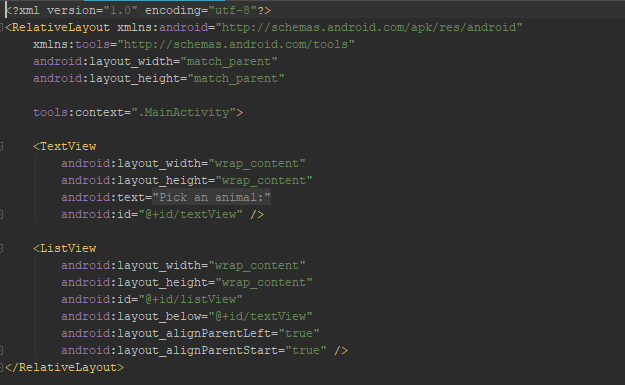 <?xml version="1.0" encoding="utf-8"?>
<RelativeLayout xmlns:android="http://schemas.android.com/apk/res/android"
    xmlns:tools="http://schemas.android.com/tools"
    android:layout_width="match_parent"
    android:layout_height="match_parent"

    tools:context=".MainActivity">

    <TextView
        android:layout_width="wrap_content"
        android:layout_height="wrap_content"
        android:text="Pick an animal:"
        android:id="@+id/textView" />

    <ListView
        android:layout_width="wrap_content"
        android:layout_height="wrap_content"
        android:id="@+id/listView"
        android:layout_below="@+id/textView"
        android:layout_alignParentLeft="true"
        android:layout_alignParentStart="true" />
</RelativeLayout>